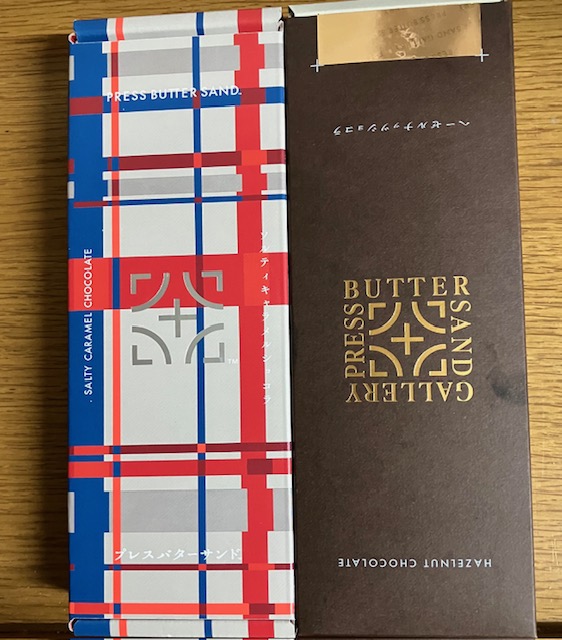 PRESS BUTTER SAND.
SALTY CARAMEL CHOCOLATE
ソルティキャラメルショコラ
TM
プレスバターサンド
ヘーゼルナッツショコラ
PRESS
BUTTER
SAND
GALLERY
HAZELNUT CHOCOLATE